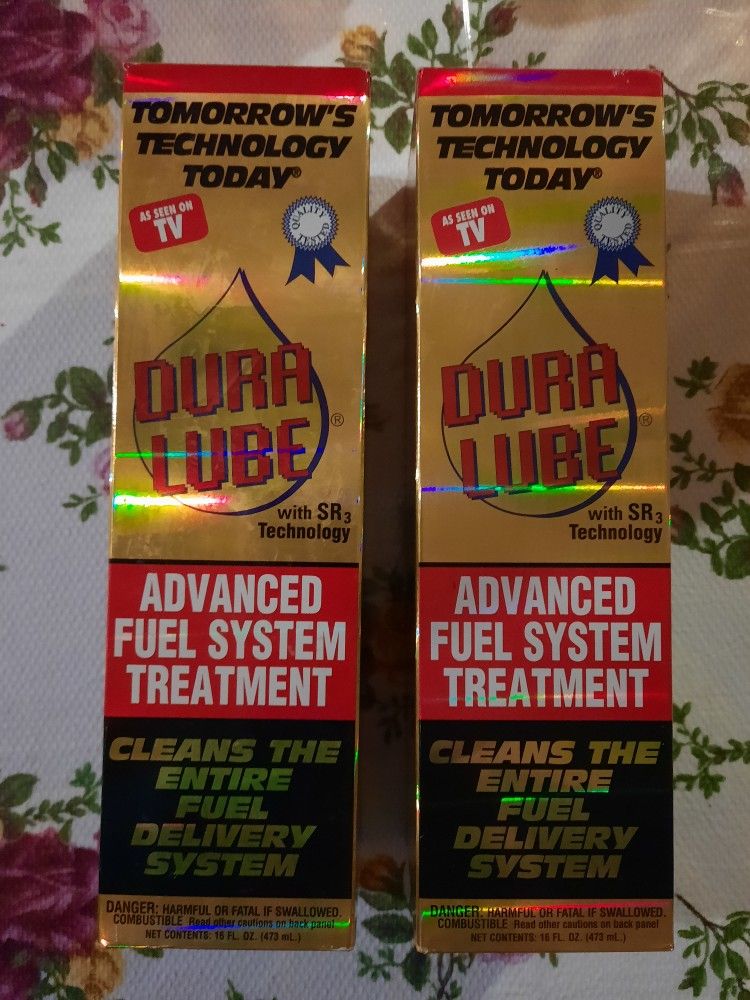 TOMORROW'S
TECHNOLOGY
TODAY®
AS SEEN ON
TV
QUALITY
TESTED
DURA
LUBE®
with SR3
Technology
ADVANCED
FUEL SYSTEM
TREATMENT
CLEANS THE
ENTIRE
FUEL
DELIVERY
SYSTEM
DANGER: HARMFUL OR FATAL IF SWALLOWED.
COMBUSTIBLE Read other cautions on back panel
NET CONTENTS: 16 FL. OZ. (473 mL.)
TOMORROW'S
TECHNOLOGY
TODAY®
AS SEEN ON
TV
QUALITY
TESTED
DURA
LUBE®
with SR3
Technology
ADVANCED
FUEL SYSTEM
TREATMENT
CLEANS THE
ENTIRE
FUEL
DELIVERY
SYSTEM
DANGER: HARMFUL OR FATAL IF SWALLOWED.
COMBUSTIBLE Read other cautions on back panel
NET CONTENTS: 16 FL. OZ. (473 mL.)